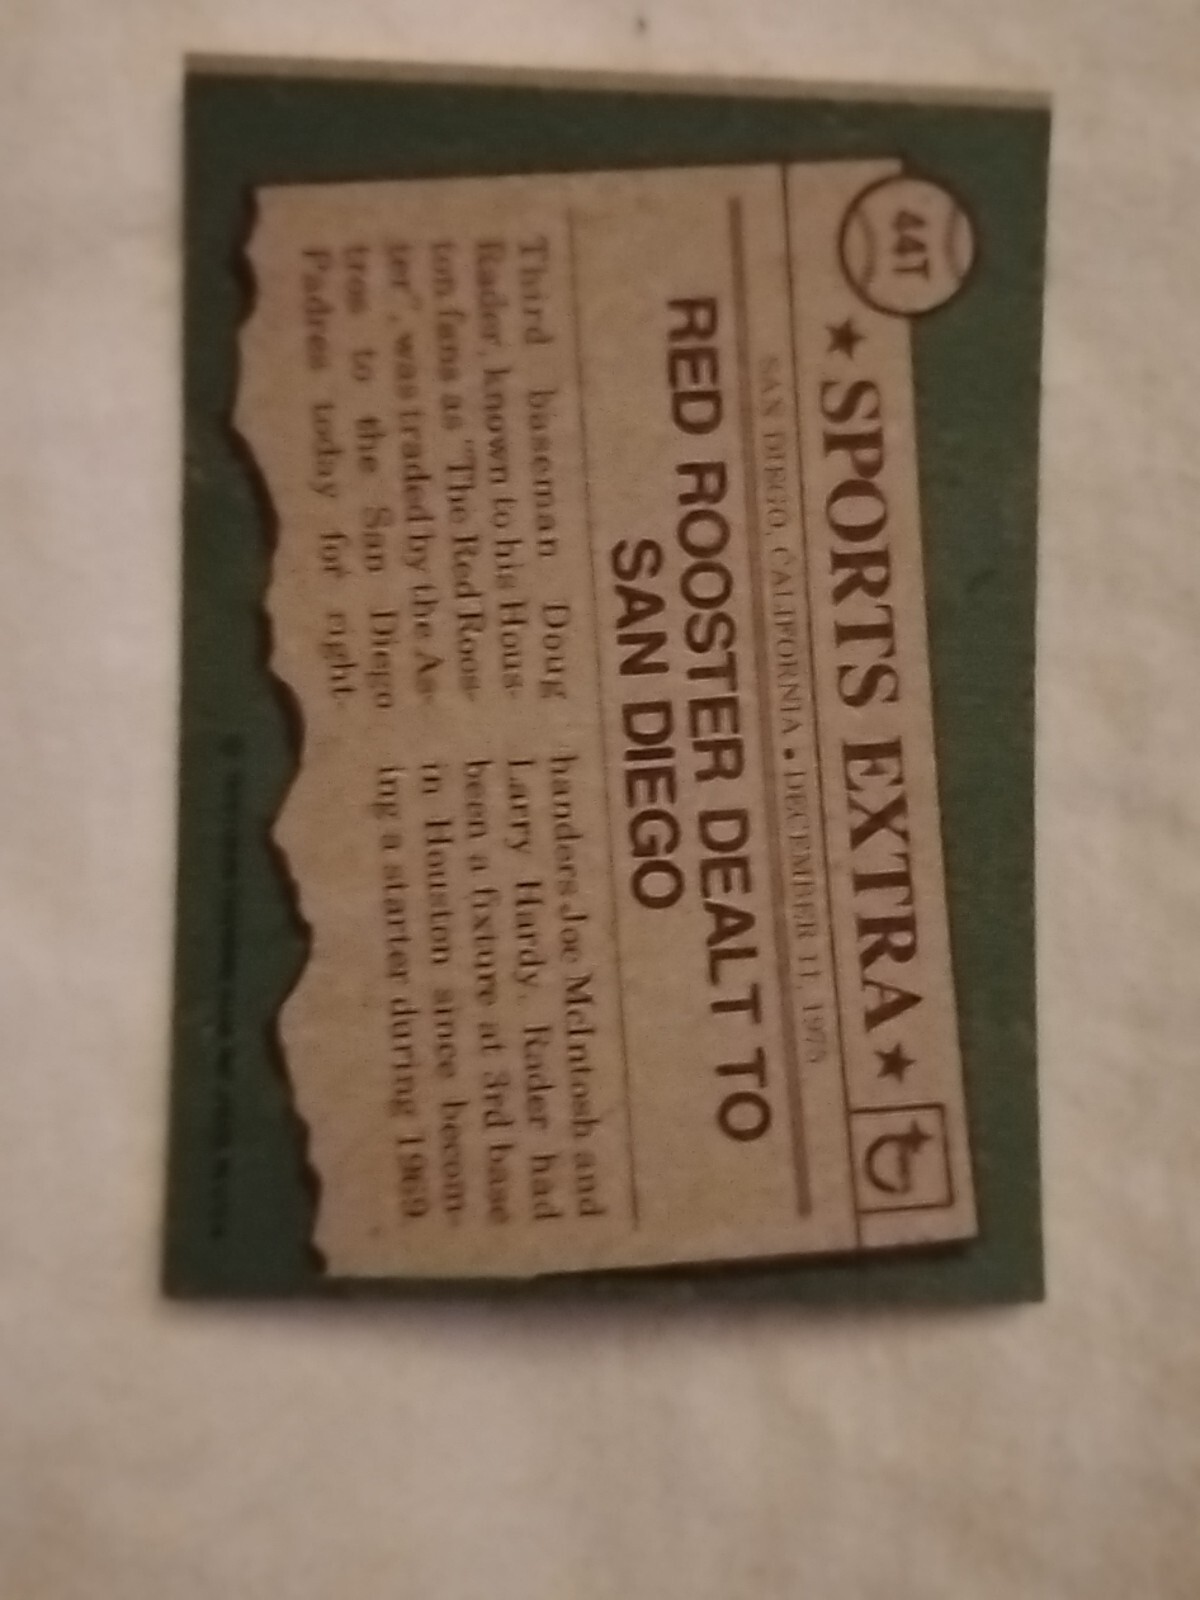 44T
★ SPORTS EXTRA ★
SAN DIEGO, CALIFORNIA • DECEMBER 11, 1975
RED ROOSTER DEALT TO
SAN DIEGO
Third baseman Doug
Rader, known to his Hous-
ton fans as "The Red Roos-
ter", was traded by the As-
tros to the San Diego
Padres today for right-
handers Joe McIntosh and
Larry Hardy. Rader had
been a fixture at 3rd base
in Houston since becom-
ing a starter during 1969.